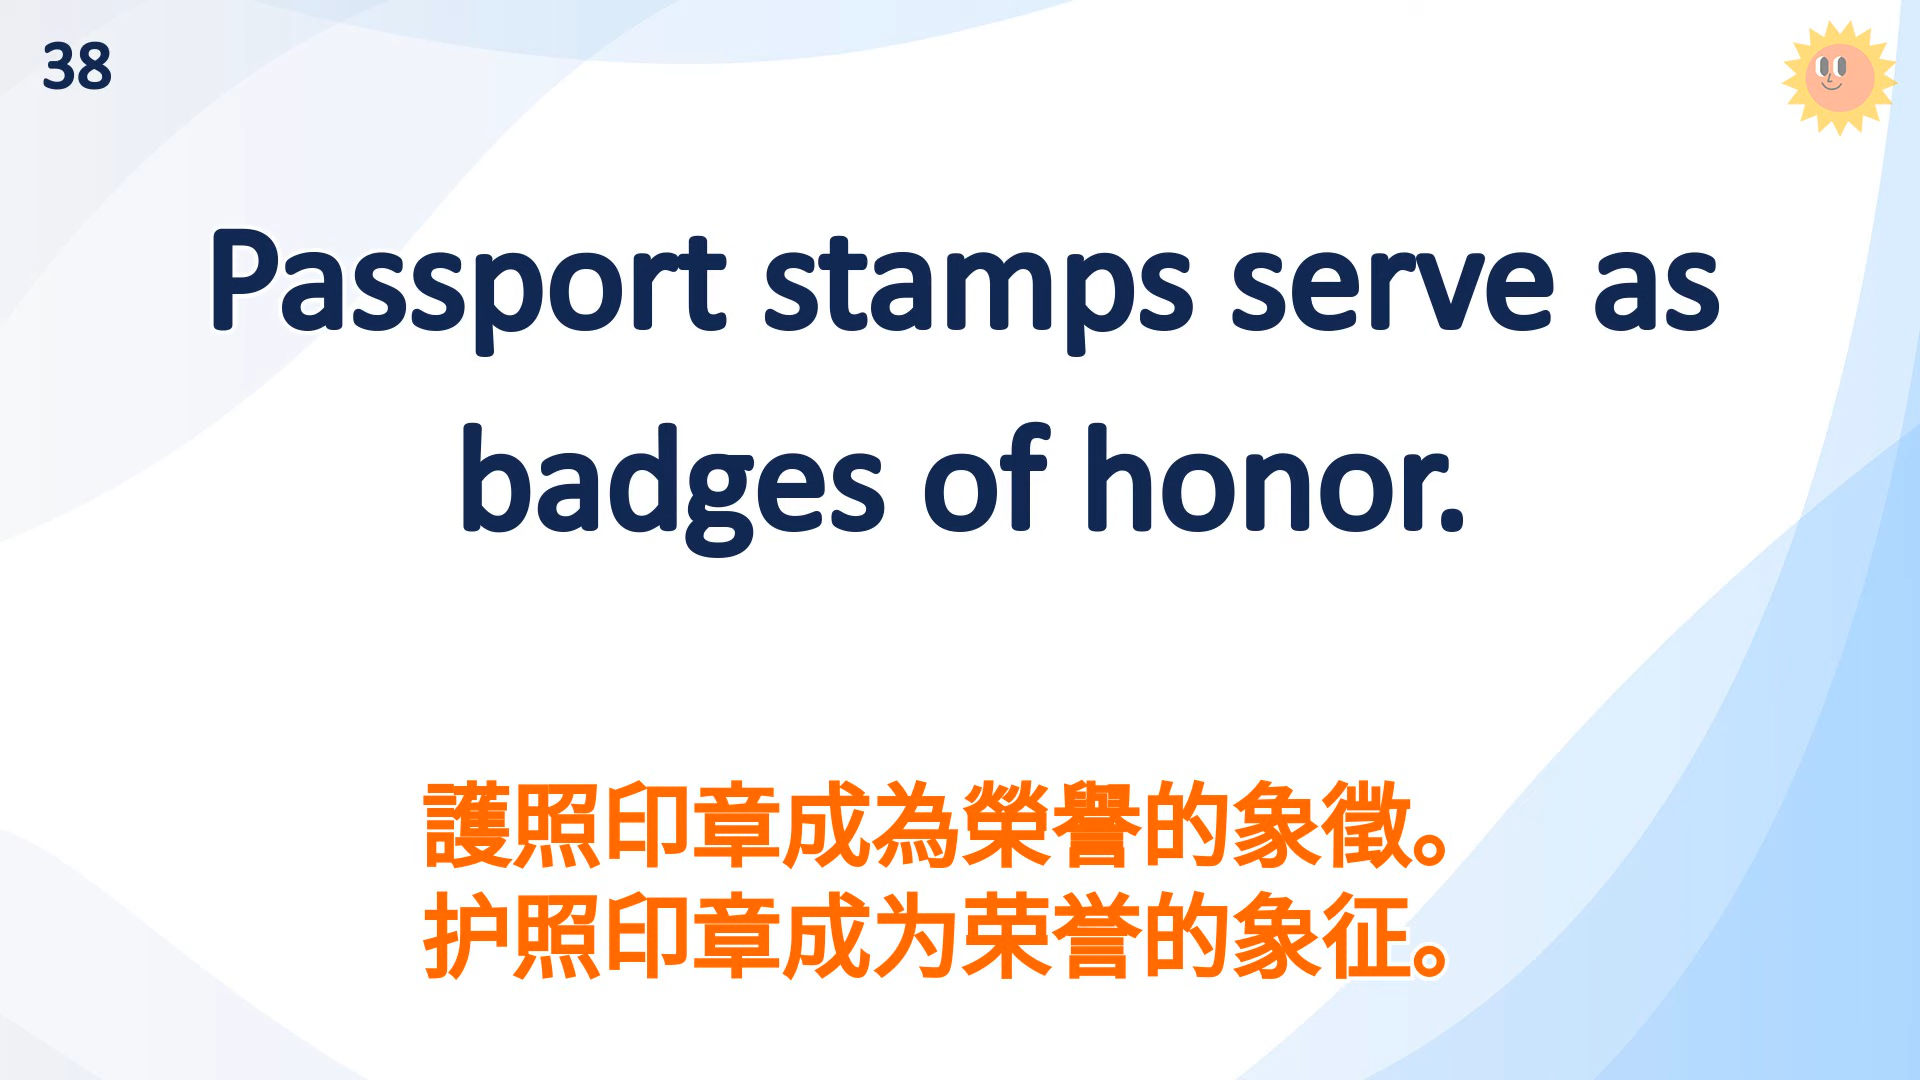 38
Passport stamps serve as
badges of honor.
護照印章成為榮譽的象徵。
护照印章成为荣誉的象征。